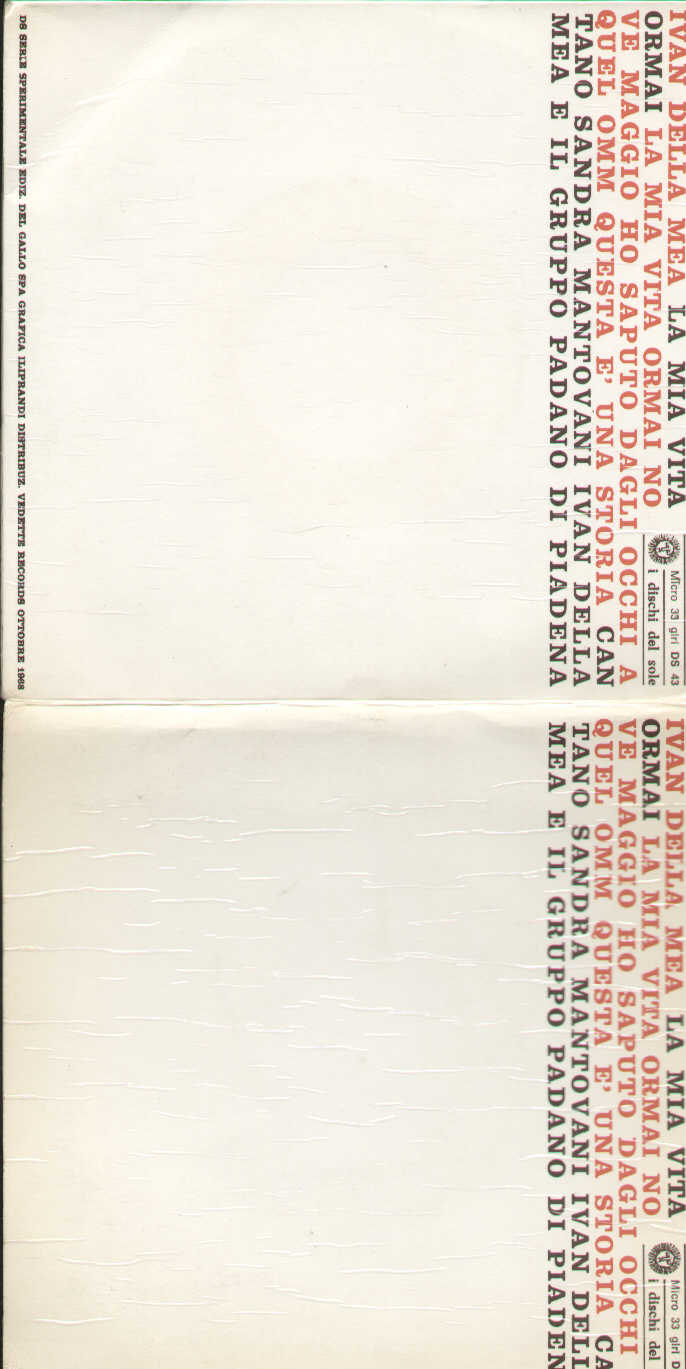 IVAN DELLA MEA LA MIA VITA
ORMAI LA MIA VITA ORMAI NO
VE MAGGIO HO SAPUTO DAGLI OCCHI A
QUEL OMM QUESTA E' UNA STORIA CAN
TANO SANDRA MANTOVANI IVAN DELLA
MEA E IL GRUPPO PADANO DI PIADENA
Micro 33 giri DS 43
i dischi del sole
DS SERIE SPERIMENTALE EDIZ. DEL GALLO SPA GRAFICA ILIPRANDI DISTRIBUZ. VEDETTE RECORDS OTTOBRE 1968
IVAN DELLA MEA LA MIA VITA
ORMAI LA MIA VITA ORMAI NO
VE MAGGIO HO SAPUTO DAGLI OCCHI
QUEL OMM QUESTA E' UNA STORIA CA
TANO SANDRA MANTOVANI IVAN DELL
MEA E IL GRUPPO PADANO DI PIADEN
Micro 33 giri
i dischi del